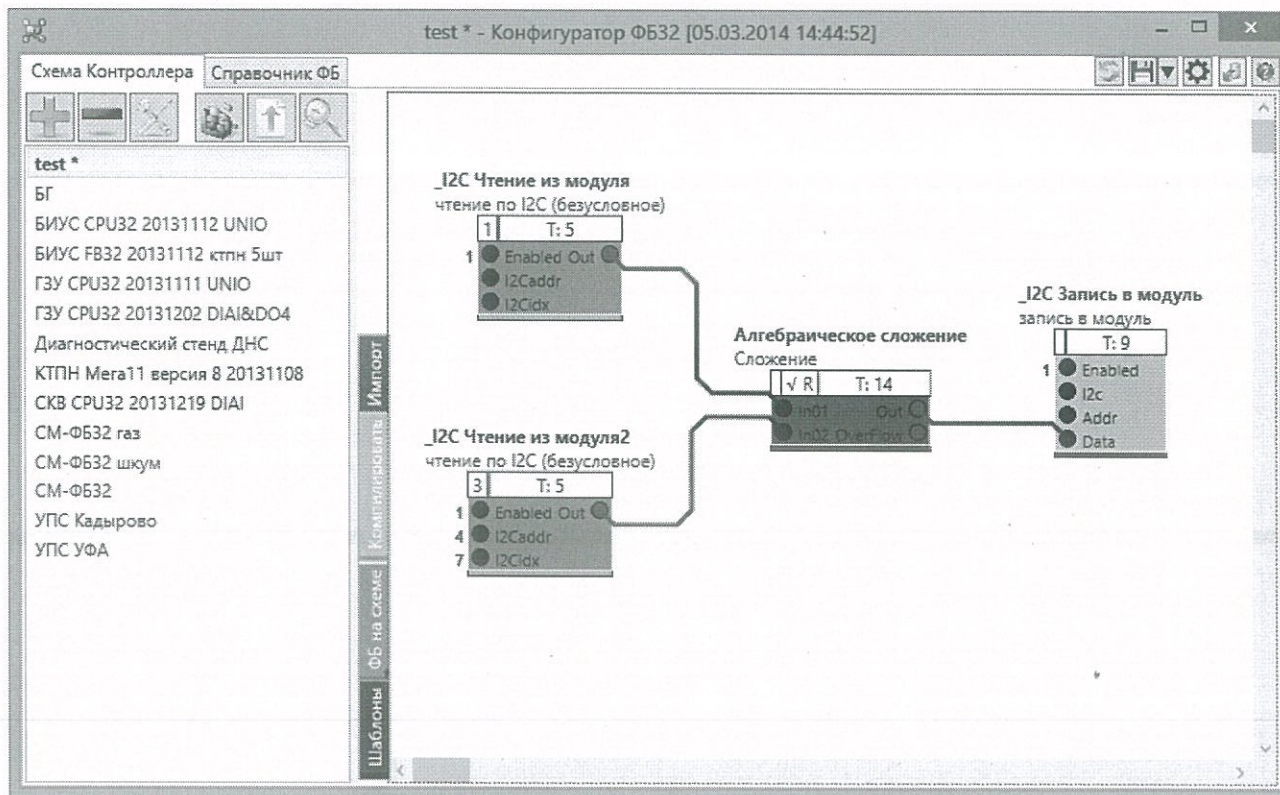 test * - Конфигуратор ФБ32 [05.03.2014 14:44:52]
Схема Контроллера
Справочник ФБ
test *
БГ
БИУС CPU32 20131112 UNIO
БИУС FB32 20131112 ктпн 5шт
ГЗУ CPU32 20131111 UNIO
ГЗУ CPU32 20131202 DIAI&DO4
Диагностический стенд ДНС
КТПН Мега11 версия 8 20131108
СКВ CPU32 20131219 DIAI
СМ-ФБ32 газ
СМ-ФБ32 шкум
СМ-ФБ32
УПС Кадырово
УПС УФА
Импорт
Компилировать
ФБ на схеме
Шаблоны
_I2C Чтение из модуля
чтение по I2C (безусловное)
1 T: 5
1 Enabled Out
I2Caddr
I2Cidx
_I2C Чтение из модуля2
чтение по I2C (безусловное)
3 T: 5
1 Enabled Out
4 I2Caddr
7 I2Cidx
Алгебраическое сложение
Сложение
√ R T: 14
In01 Out
In02 OverFlow
_I2C Запись в модуль
запись в модуль
T: 9
1 Enabled
I2c
Addr
Data